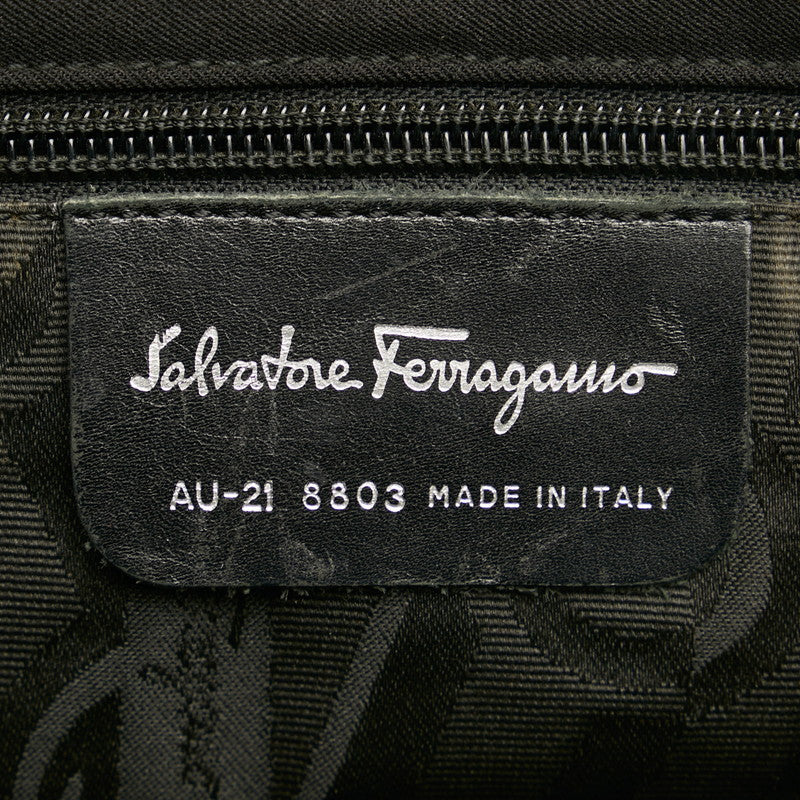 Salvatore Ferragamo
AU-21 8803 MADE IN ITALY